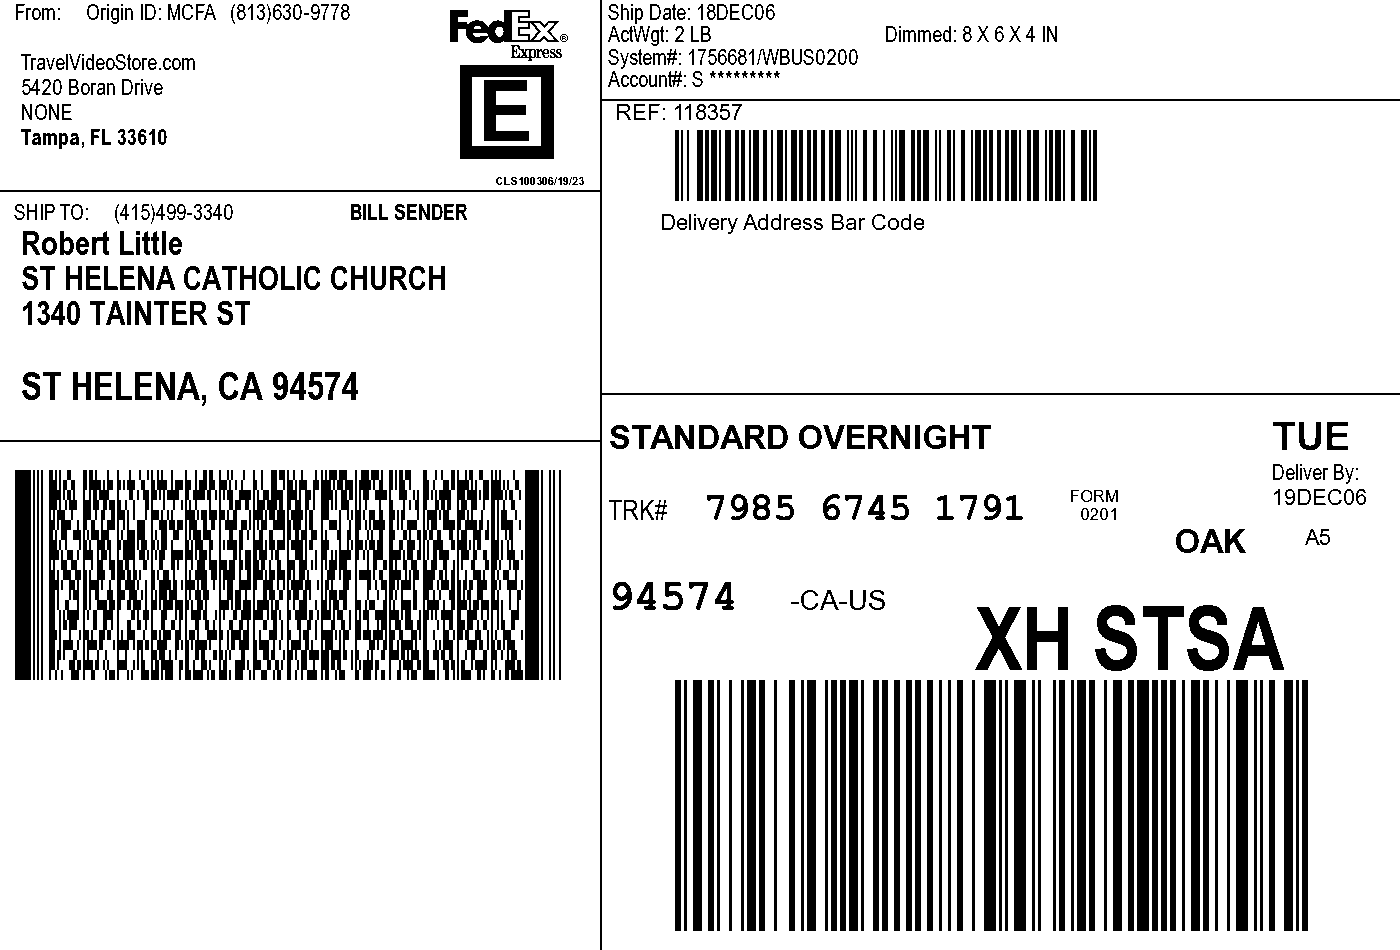 From: Origin ID: MCFA (813)630-9778
TravelVideoStore.com
5420 Boran Drive
NONE
Tampa, FL 33610
FedEx®
Express
E
CLS100306/19/23
Ship Date: 18DEC06
ActWgt: 2 LB Dimmed: 8 X 6 X 4 IN
System#: 1756681/WBUS0200
Account#: S *********
REF: 118357
Delivery Address Bar Code
SHIP TO: (415)499-3340 BILL SENDER
Robert Little
ST HELENA CATHOLIC CHURCH
1340 TAINTER ST
ST HELENA, CA 94574
STANDARD OVERNIGHT
TUE
Deliver By:
19DEC06
TRK# 7985 6745 1791 FORM
0201
OAK A5
94574 -CA-US
XH STSA